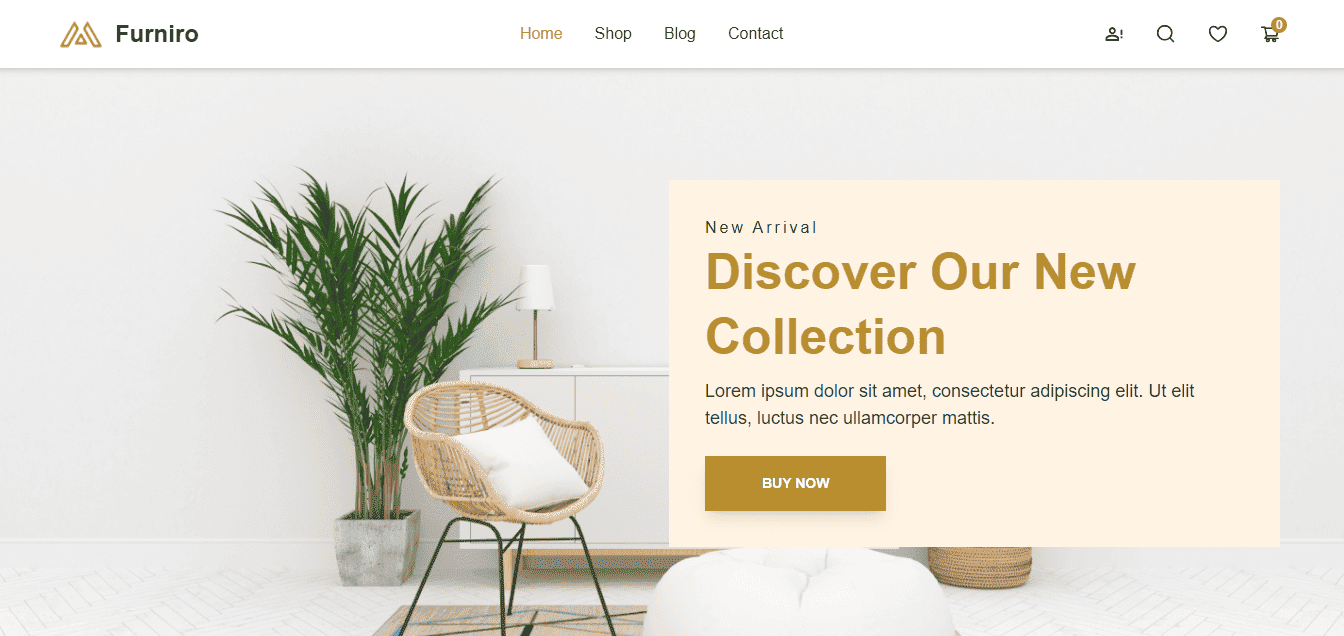 Furniro
Home Shop Blog Contact
0
New Arrival
Discover Our New
Collection
Lorem ipsum dolor sit amet, consectetur adipiscing elit. Ut elit
tellus, luctus nec ullamcorper mattis.
BUY NOW